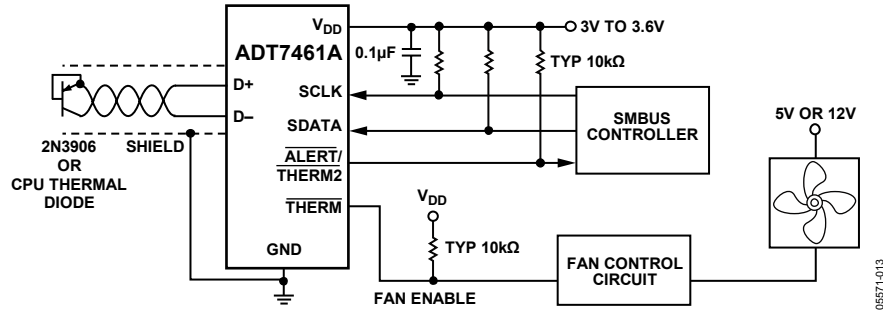 VDD
ADT7461A
0.1µF
3V TO 3.6V
TYP 10kΩ
D+
D–
SCLK
SDATA
ALERT/
THERM2
THERM
GND
2N3906
OR
CPU THERMAL
DIODE
SHIELD
SMBUS
CONTROLLER
5V OR 12V
VDD
TYP 10kΩ
FAN ENABLE
FAN CONTROL
CIRCUIT
05571-013